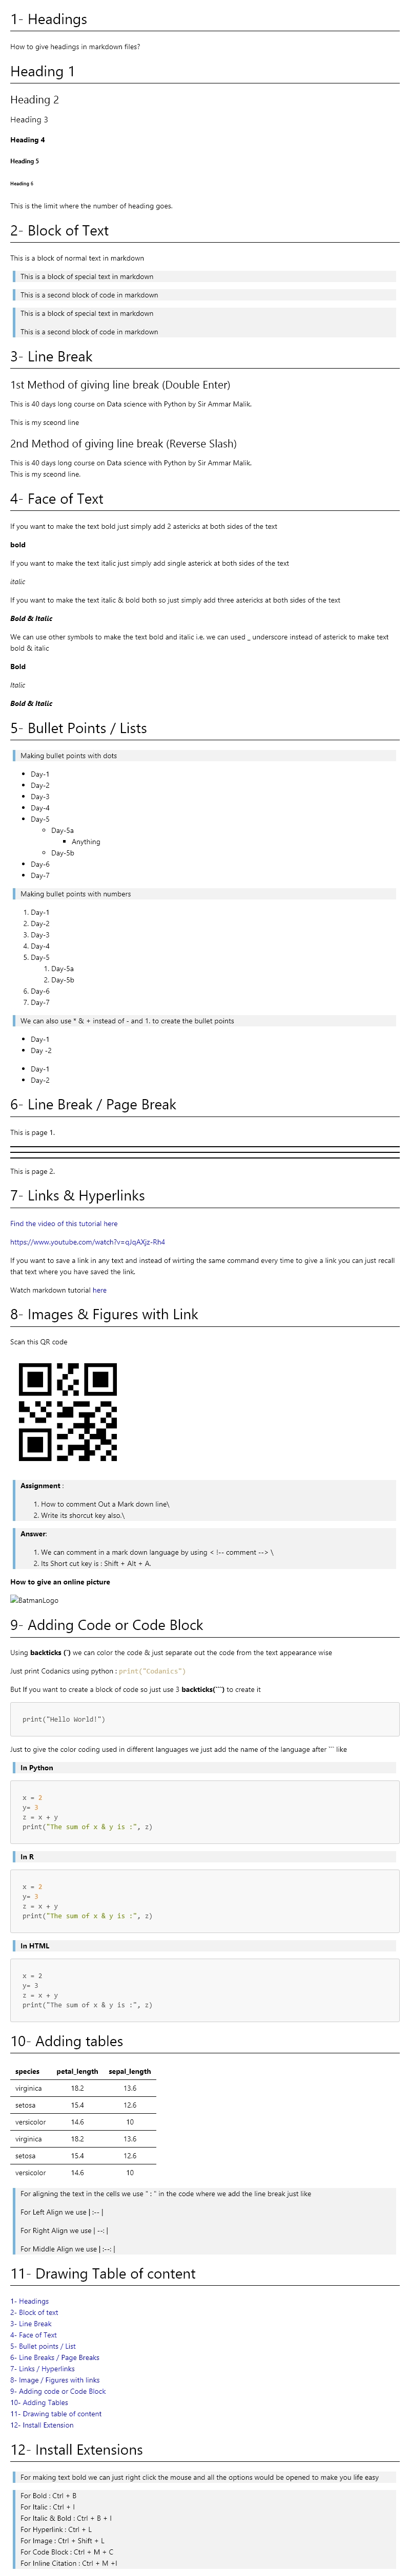 1- Headings
How to give headings in markdown files?
Heading 1
Heading 2
Heading 3
Heading 4
Heading 5
Heading 6
This is the limit where the number of heading goes.
2- Block of Text
This is a block of normal text in markdown
This is a block of special text in markdown
This is a second block of code in markdown
This is a block of special text in markdown
This is a second block of code in markdown
3- Line Break
1st Method of giving line break (Double Enter)
This is 40 days long course on Data science with Python by Sir Ammar Malik.
This is my sceond line
2nd Method of giving line break (Reverse Slash)
This is 40 days long course on Data science with Python by Sir Ammar Malik.
This is my sceond line.
4- Face of Text
If you want to make the text bold just simply add 2 astericks at both sides of the text
bold
If you want to make the text italic just simply add single asterick at both sides of the text
italic
If you want to make the text italic & bold both so just simply add three astericks at both sides of the text
Bold & Italic
We can use other symbols to make the text bold and italic i.e. we can used _ underscore instead of asterick to make text
bold & italic
Bold
Italic
Bold & Italic
5- Bullet Points / Lists
Making bullet points with dots
• Day-1
• Day-2
• Day-3
• Day-4
• Day-5
◦ Day-5a
▪ Anything
◦ Day-5b
• Day-6
• Day-7
Making bullet points with numbers
1. Day-1
2. Day-2
3. Day-3
4. Day-4
5. Day-5
1. Day-5a
2. Day-5b
6. Day-6
7. Day-7
We can also use * & + instead of - and 1. to create the bullet points
• Day-1
• Day -2
• Day-1
• Day-2
6- Line Break / Page Break
This is page 1.
This is page 2.
7- Links & Hyperlinks
Find the video of this tutorial here
https://www.youtube.com/watch?v=qJqAXjz-Rh4
If you want to save a link in any text and instead of wirting the same command every time to give a link you can just recall
that text where you have saved the link.
Watch markdown tutorial here
8- Images & Figures with Link
Scan this QR code
Assignment :
1. How to comment Out a Mark down line\
2. Write its shorcut key also.\
Answer:
1. We can comment in a mark down language by using < !-- comment --> \
2. Its Short cut key is : Shift + Alt + A.
How to give an online picture
BatmanLogo
9- Adding Code or Code Block
Using backticks (`) we can color the code & just separate out the code from the text appearance wise
Just print Codanics using python : print("Codanics")
But If you want to create a block of code so just use 3 backticks(```) to create it
print("Hello World!")
Just to give the color coding used in different languages we just add the name of the language after ``` like
In Python
x = 2
y= 3
z = x + y
print("The sum of x & y is :", z)
In R
x = 2
y= 3
z = x + y
print("The sum of x & y is :", z)
In HTML
x = 2
y= 3
z = x + y
print("The sum of x & y is :", z)
10- Adding tables
species petal_length sepal_length
virginica 18.2 13.6
setosa 15.4 12.6
versicolor 14.6 10
virginica 18.2 13.6
setosa 15.4 12.6
versicolor 14.6 10
For aligning the text in the cells we use " : " in the code where we add the line break just like
For Left Align we use | :-- |
For Right Align we use | --: |
For Middle Align we use | :--: |
11- Drawing Table of content
1- Headings
2- Block of text
3- Line Break
4- Face of Text
5- Bullet points / List
6- Line Breaks / Page Breaks
7- Links / Hyperlinks
8- Image / Figures with links
9- Adding code or Code Block
10- Adding Tables
11- Drawing table of content
12- Install Extension
12- Install Extensions
For making text bold we can just right click the mouse and all the options would be opened to make you life easy
For Bold : Ctrl + B
For Italic : Ctrl + I
For Italic & Bold : Ctrl + B + I
For Hyperlink : Ctrl + L
For Image : Ctrl + Shift + L
For Code Block : Ctrl + M + C
For Inline Citation : Ctrl + M +I